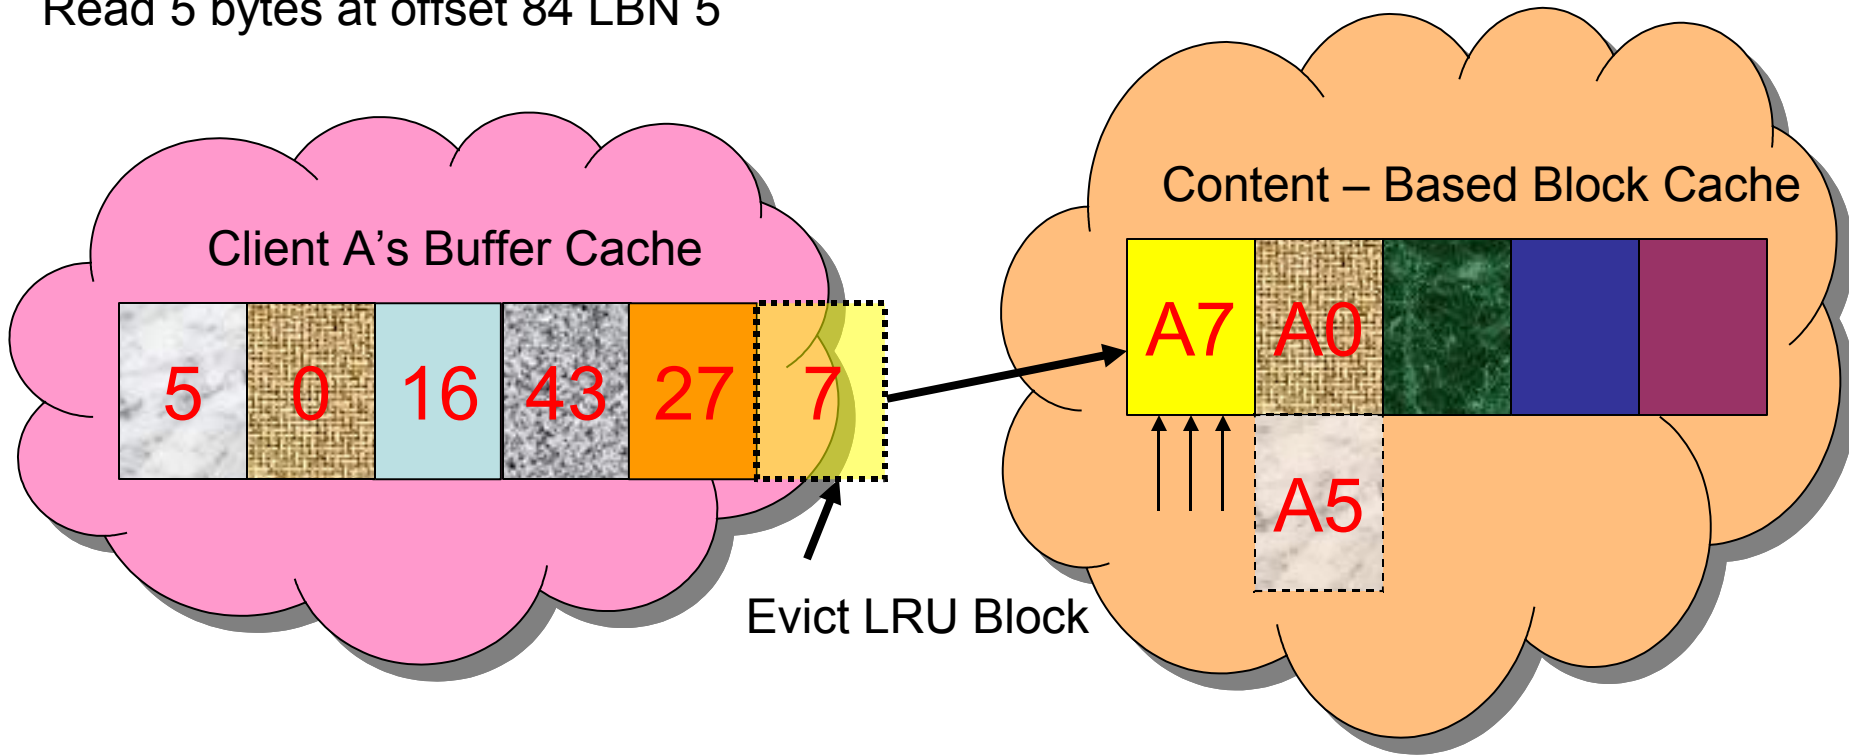 Read 5 bytes at offset 84 LBN 5
Content – Based Block Cache
Client A’s Buffer Cache
A7 A0
5 0 16 43 27 7
A5
Evict LRU Block